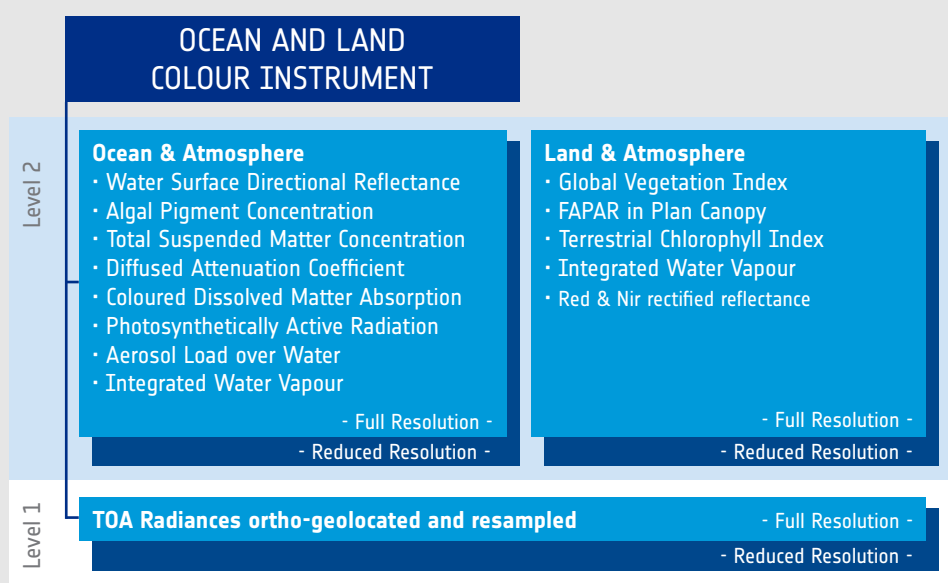 OCEAN AND LAND
COLOUR INSTRUMENT
Level 2
Ocean & Atmosphere
· Water Surface Directional Reflectance
· Algal Pigment Concentration
· Total Suspended Matter Concentration
· Diffused Attenuation Coefficient
· Coloured Dissolved Matter Absorption
· Photosynthetically Active Radiation
· Aerosol Load over Water
· Integrated Water Vapour
- Full Resolution -
- Reduced Resolution -
Land & Atmosphere
· Global Vegetation Index
· FAPAR in Plan Canopy
· Terrestrial Chlorophyll Index
· Integrated Water Vapour
· Red & Nir rectified reflectance
- Full Resolution -
- Reduced Resolution -
Level 1
TOA Radiances ortho-geolocated and resampled
- Full Resolution -
- Reduced Resolution -